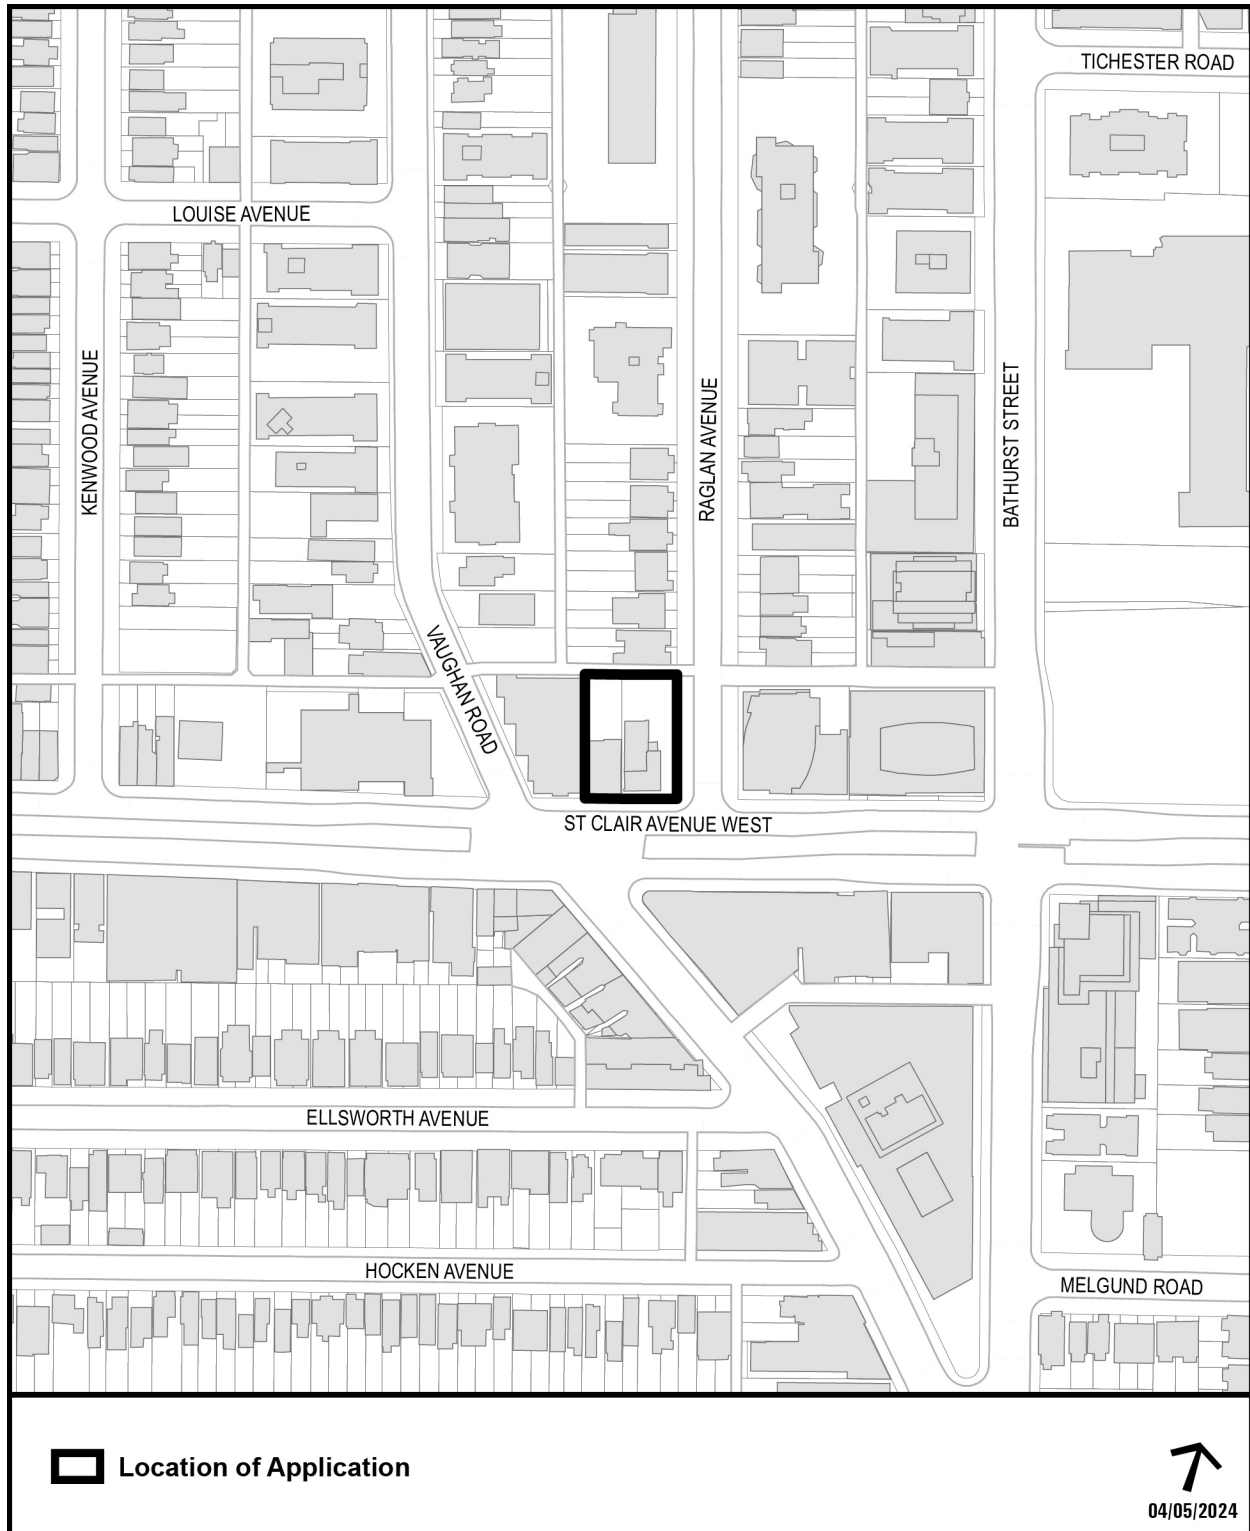 TICHESTER ROAD
LOUISE AVENUE
KENWOOD AVENUE
RAGLAN AVENUE
BATHURST STREET
VAUGHAN ROAD
ST CLAIR AVENUE WEST
ELLSWORTH AVENUE
HOCKEN AVENUE
MELGUND ROAD
Location of Application
04/05/2024